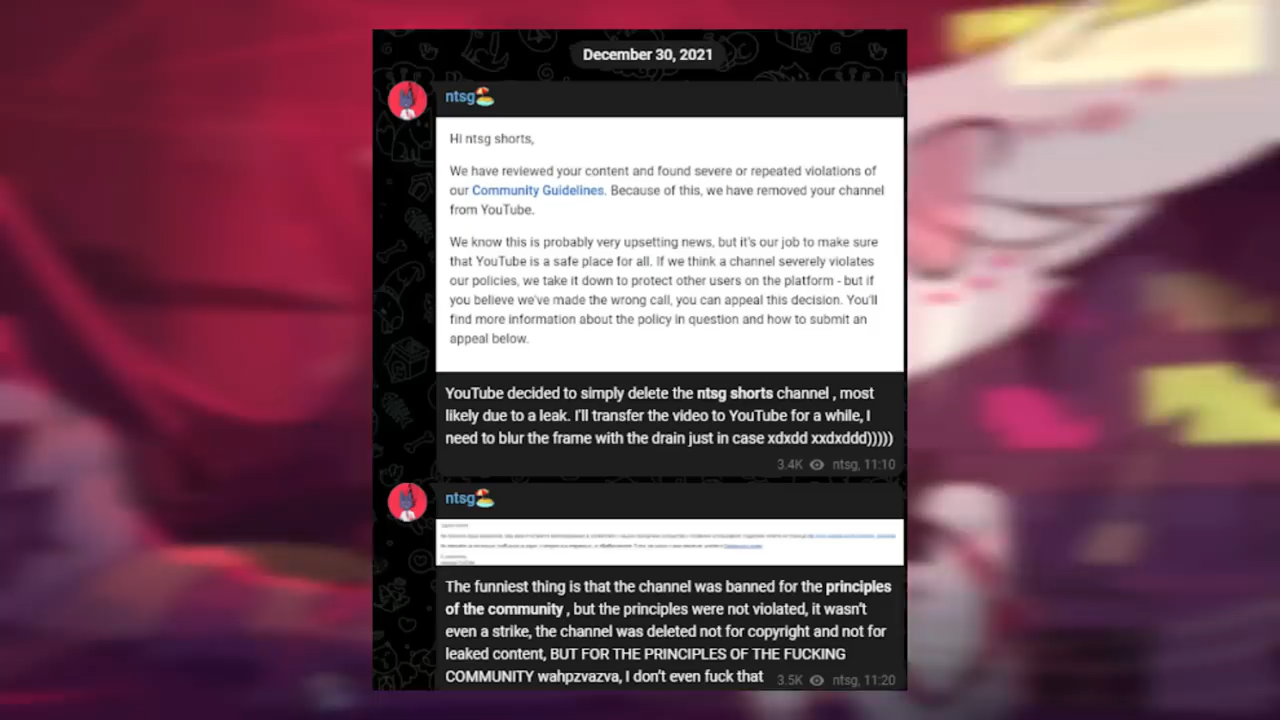 December 30, 2021
ntsg🏖
Hi ntsg shorts,
We have reviewed your content and found severe or repeated violations of
our Community Guidelines. Because of this, we have removed your channel
from YouTube.
We know this is probably very upsetting news, but it's our job to make sure
that YouTube is a safe place for all. If we think a channel severely violates
our policies, we take it down to protect other users on the platform - but if
you believe we've made the wrong call, you can appeal this decision. You'll
find more information about the policy in question and how to submit an
appeal below.
YouTube decided to simply delete the ntsg shorts channel , most
likely due to a leak. I'll transfer the video to YouTube for a while, I
need to blur the frame with the drain just in case xdxdd xxdxddd)))))
3.4K ntsg, 11:10
ntsg🏖
The funniest thing is that the channel was banned for the principles
of the community , but the principles were not violated, it wasn't
even a strike, the channel was deleted not for copyright and not for
leaked content, BUT FOR THE PRINCIPLES OF THE FUCKING
COMMUNITY wahpzvazva, I don't even fuck that
3.5K ntsg, 11:20